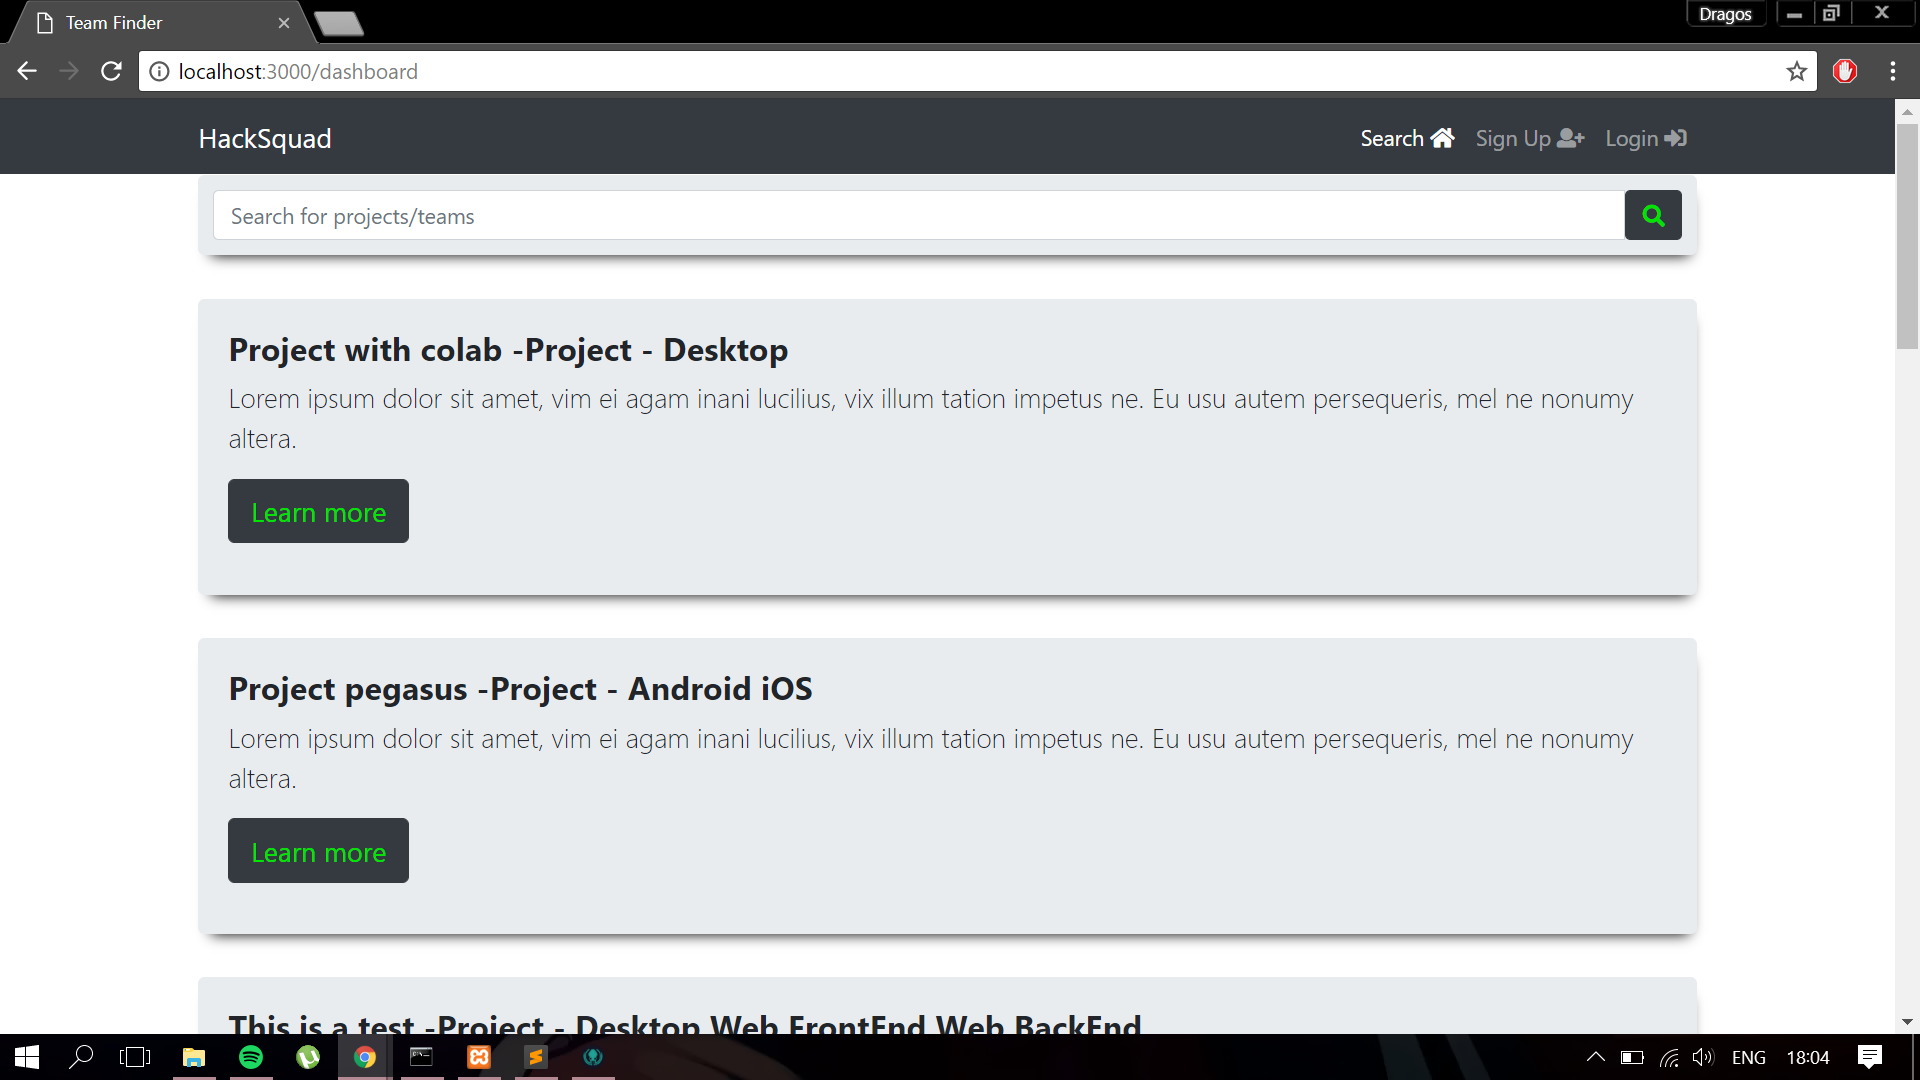 Team Finder
Dragos
localhost:3000/dashboard
HackSquad
Search
Sign Up
Login
Search for projects/teams
Project with colab -Project - Desktop
Lorem ipsum dolor sit amet, vim ei agam inani lucilius, vix illum tation impetus ne. Eu usu autem persequeris, mel ne nonumy
altera.
Learn more
Project pegasus -Project - Android iOS
Lorem ipsum dolor sit amet, vim ei agam inani lucilius, vix illum tation impetus ne. Eu usu autem persequeris, mel ne nonumy
altera.
Learn more
This is a test -Project - Desktop Web FrontEnd Web BackEnd
ENG
18:04